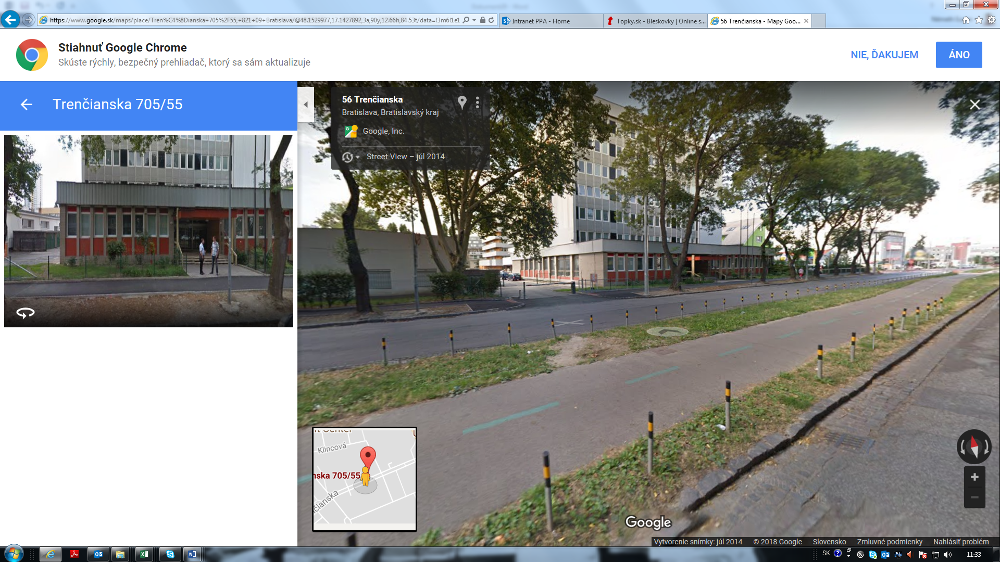 https://www.google.sk/maps/place/Tren%C4%8Dianska+705%2F55,+821+09+Bratislava/@48.1529977,17.1427892,3a,90y,12.66h,84.53t/data=!3m6!1e1
Intranet PPA - Home
Topky.sk - Bleskovky | Online s...
56 Trenčianska - Mapy Goo...
Stiahnuť Google Chrome
Skúste rýchly, bezpečný prehliadač, ktorý sa sám aktualizuje
NIE, ĎAKUJEM
ÁNO
Trenčianska 705/55
56 Trenčianska
Bratislava, Bratislavský kraj
Google, Inc.
Street View – júl 2014
Klincová
nska 705/55
čianska
Google
Vytvorenie snímky: júl 2014 © 2018 Google Slovensko Zmluvné podmienky Nahlásiť problém
SK
11:33